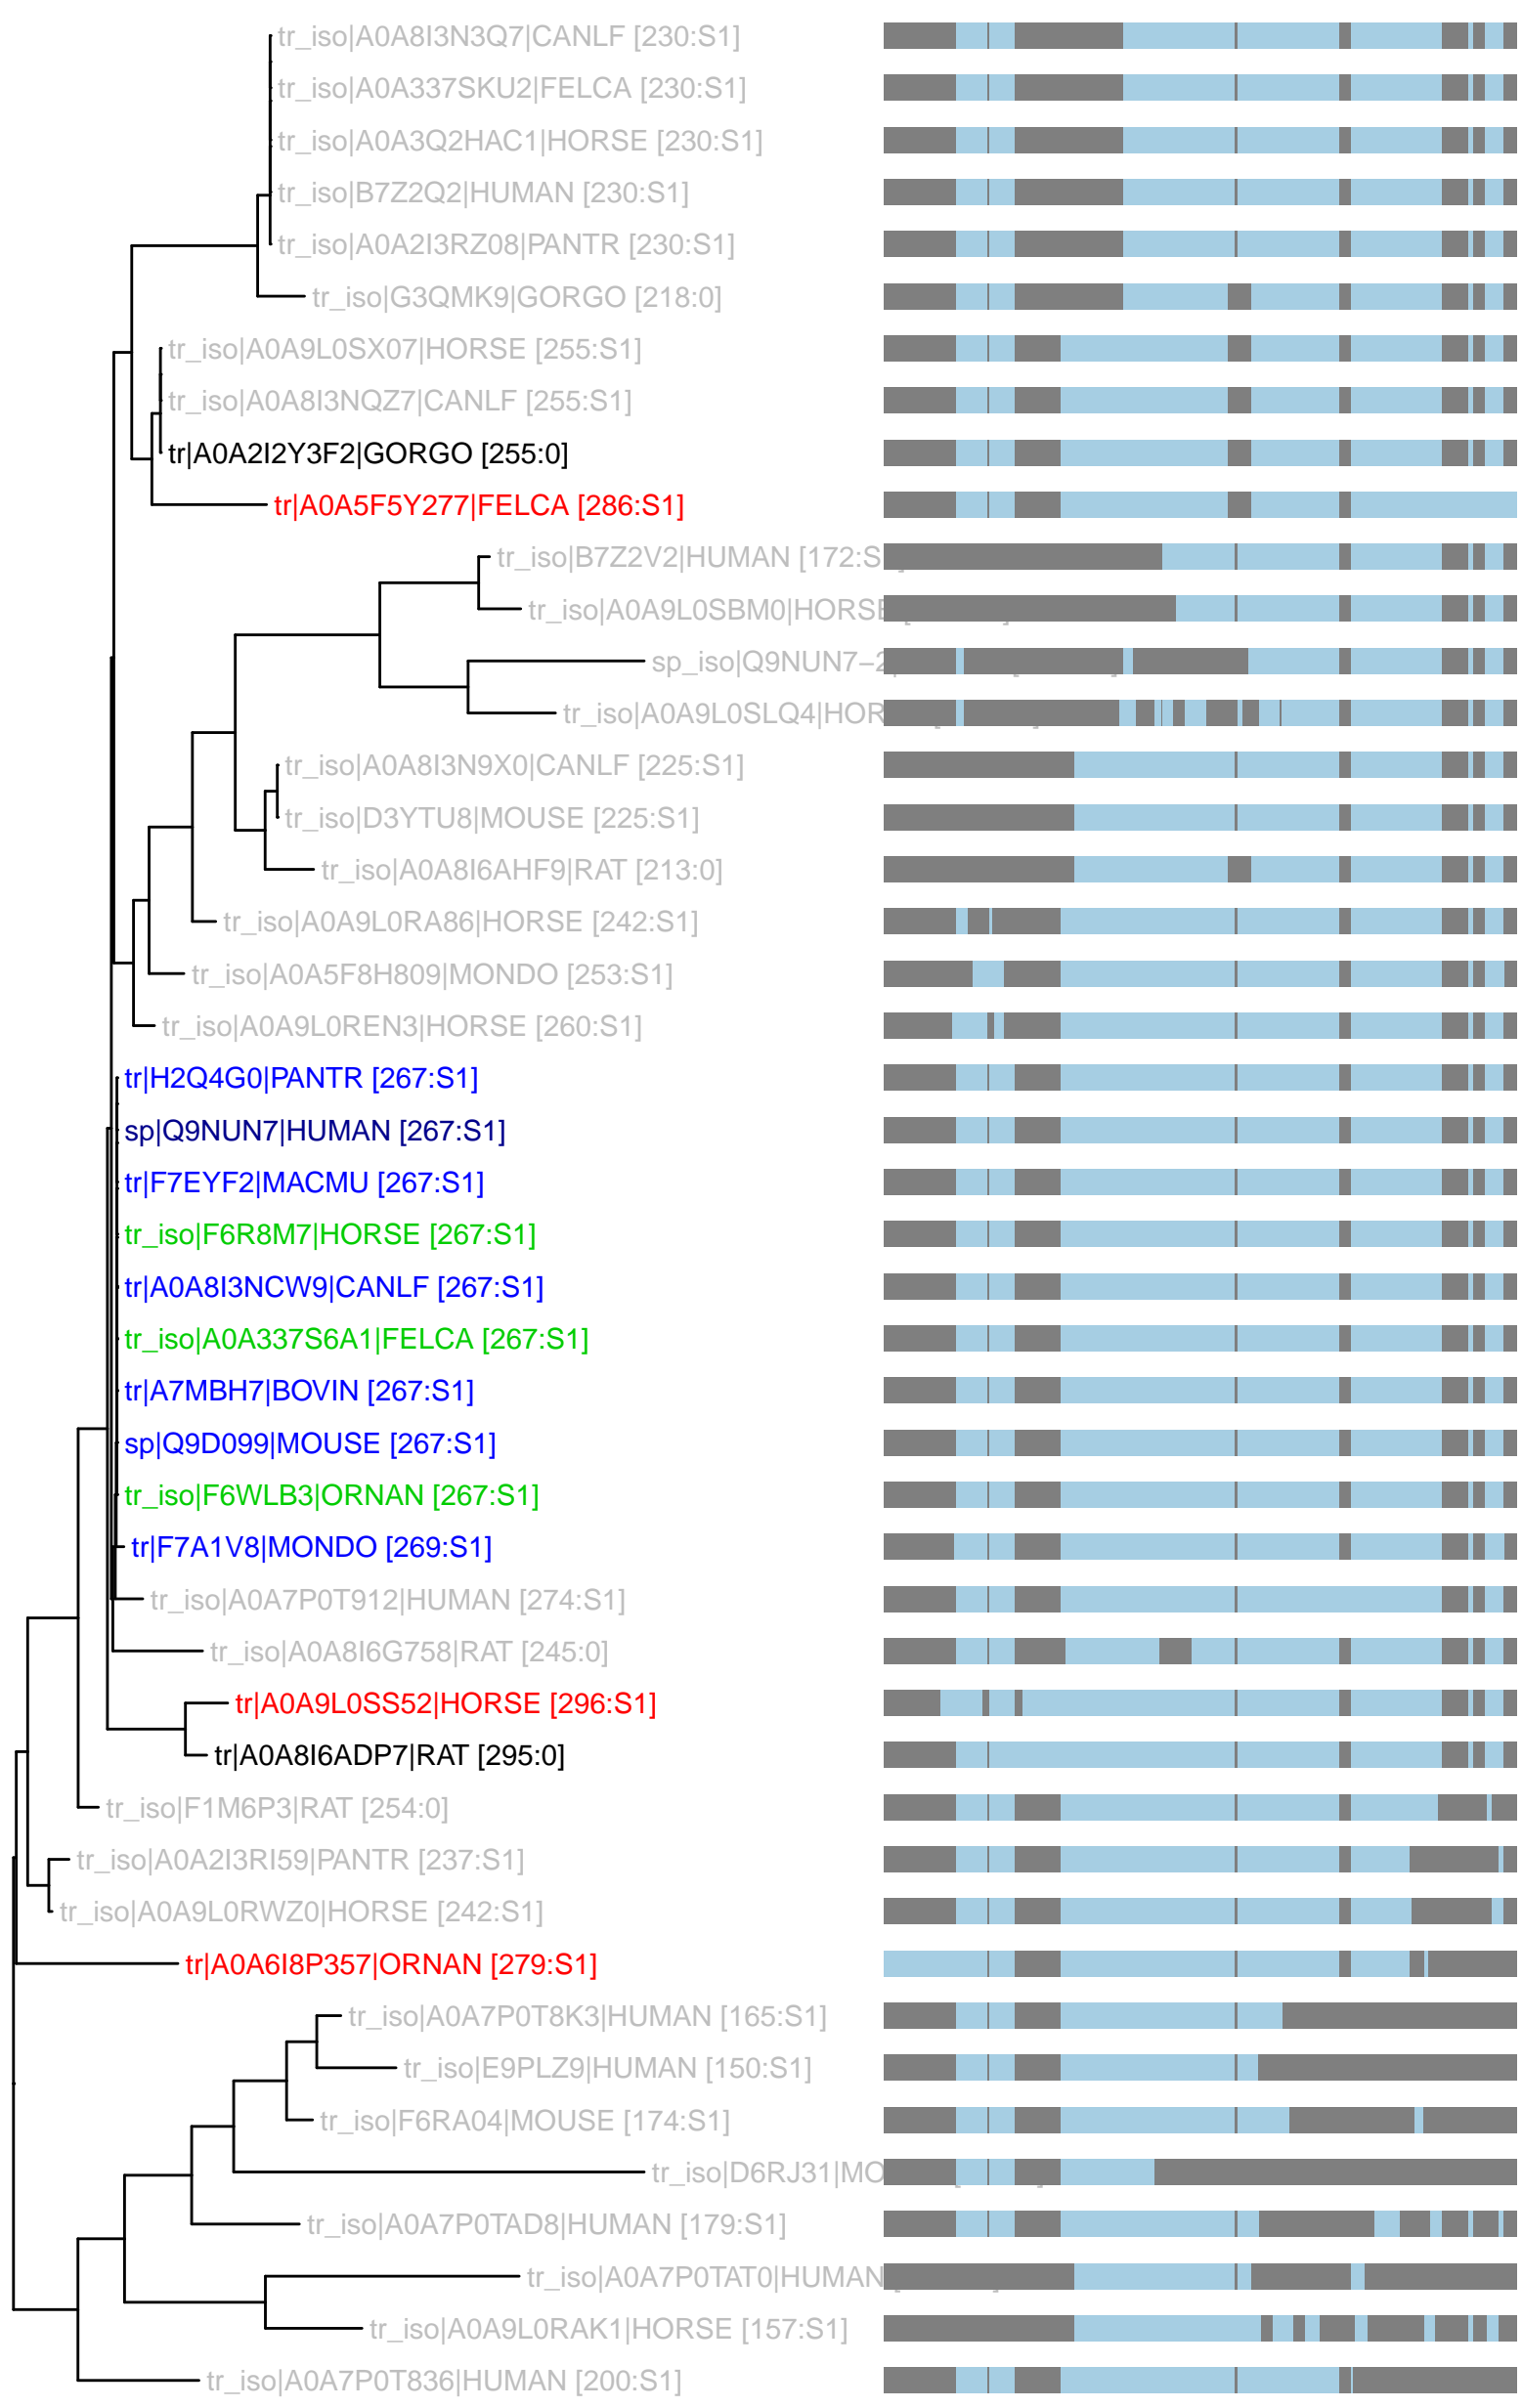 tr_iso|A0A8I3N3Q7|CANLF [230:S1]
tr_iso|A0A337SKU2|FELCA [230:S1]
tr_iso|A0A3Q2HAC1|HORSE [230:S1]
tr_iso|B7Z2Q2|HUMAN [230:S1]
tr_iso|A0A2I3RZ08|PANTR [230:S1]
tr_iso|G3QMK9|GORGO [218:0]
tr_iso|A0A9L0SX07|HORSE [255:S1]
tr_iso|A0A8I3NQZ7|CANLF [255:S1]
tr|A0A2I2Y3F2|GORGO [255:0]
tr|A0A5F5Y277|FELCA [286:S1]
tr_iso|B7Z2V2|HUMAN [172:S
tr_iso|A0A9L0SBM0|HORSE
sp_iso|Q9NUN7−2
tr_iso|A0A9L0SLQ4|HOR
tr_iso|A0A8I3N9X0|CANLF [225:S1]
tr_iso|D3YTU8|MOUSE [225:S1]
tr_iso|A0A8I6AHF9|RAT [213:0]
tr_iso|A0A9L0RA86|HORSE [242:S1]
tr_iso|A0A5F8H809|MONDO [253:S1]
tr_iso|A0A9L0REN3|HORSE [260:S1]
tr|H2Q4G0|PANTR [267:S1]
sp|Q9NUN7|HUMAN [267:S1]
tr|F7EYF2|MACMU [267:S1]
tr_iso|F6R8M7|HORSE [267:S1]
tr|A0A8I3NCW9|CANLF [267:S1]
tr_iso|A0A337S6A1|FELCA [267:S1]
tr|A7MBH7|BOVIN [267:S1]
sp|Q9D099|MOUSE [267:S1]
tr_iso|F6WLB3|ORNAN [267:S1]
tr|F7A1V8|MONDO [269:S1]
tr_iso|A0A7P0T912|HUMAN [274:S1]
tr_iso|A0A8I6G758|RAT [245:0]
tr|A0A9L0SS52|HORSE [296:S1]
tr|A0A8I6ADP7|RAT [295:0]
tr_iso|F1M6P3|RAT [254:0]
tr_iso|A0A2I3RI59|PANTR [237:S1]
tr_iso|A0A9L0RWZ0|HORSE [242:S1]
tr|A0A6I8P357|ORNAN [279:S1]
tr_iso|A0A7P0T8K3|HUMAN [165:S1]
tr_iso|E9PLZ9|HUMAN [150:S1]
tr_iso|F6RA04|MOUSE [174:S1]
tr_iso|D6RJ31|MO
tr_iso|A0A7P0TAD8|HUMAN [179:S1]
tr_iso|A0A7P0TAT0|HUMAN
tr_iso|A0A9L0RAK1|HORSE [157:S1]
tr_iso|A0A7P0T836|HUMAN [200:S1]